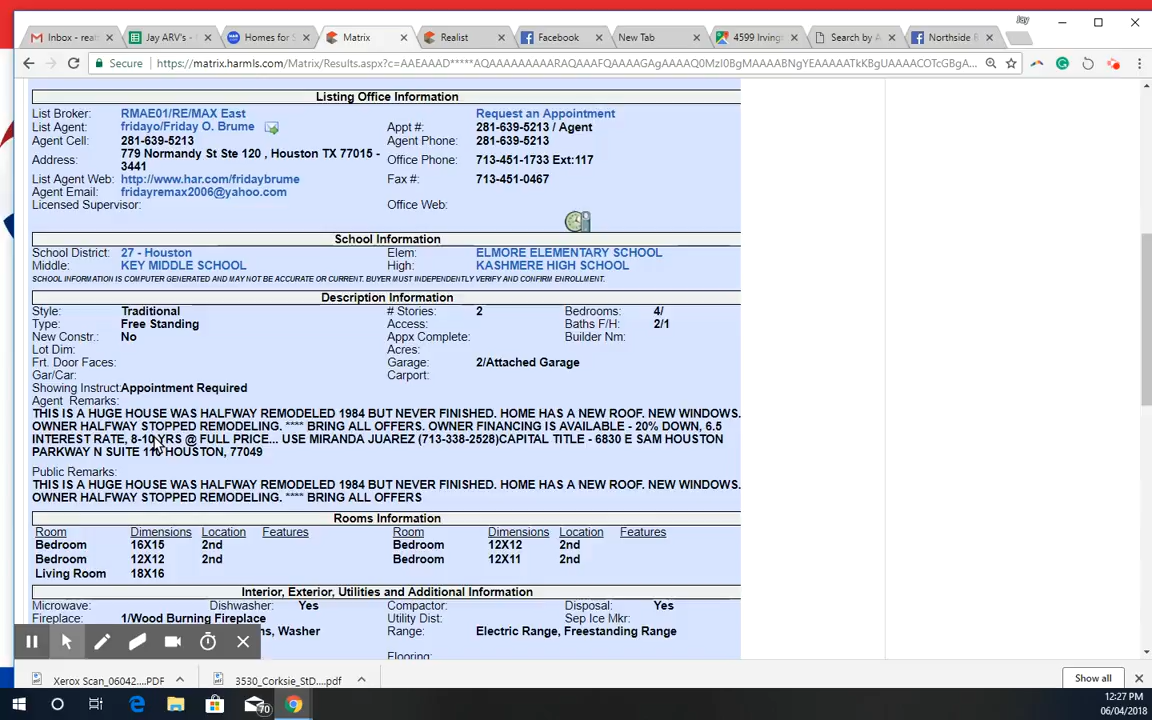 Jay
Inbox - reat
Jay ARV's -
Homes for S
Matrix
Realist
Facebook
New Tab
4599 Irving
Search by A
Northside B
Secure
https://matrix.harmls.com/Matrix/Results.aspx?c=AAEAAAD*****AQAAAAAAAAARAQAAAFQAAAAGAgAAAAQ0MzI0BgMAAAABNgYEAAAAATkKBgUAAAACOTcGBgA...
Listing Office Information
List Broker: RMAE01/RE/MAX East Request an Appointment
List Agent: fridayo/Friday O. Brume Appt #: 281-639-5213 / Agent
Agent Cell: 281-639-5213 Agent Phone: 281-639-5213
Address: 779 Normandy St Ste 120 , Houston TX 77015 - 3441 Office Phone: 713-451-1733 Ext:117
List Agent Web: http://www.har.com/fridaybrume Fax #: 713-451-0467
Agent Email: fridayremax2006@yahoo.com
Licensed Supervisor: Office Web:
School Information
School District: 27 - Houston Elem: ELMORE ELEMENTARY SCHOOL
Middle: KEY MIDDLE SCHOOL High: KASHMERE HIGH SCHOOL
SCHOOL INFORMATION IS COMPUTER GENERATED AND MAY NOT BE ACCURATE OR CURRENT. BUYER MUST INDEPENDENTLY VERIFY AND CONFIRM ENROLLMENT.
Description Information
Style: Traditional # Stories: 2 Bedrooms: 4/
Type: Free Standing Access: Baths F/H: 2/1
New Constr.: No Appx Complete: Builder Nm:
Lot Dim: Acres:
Frt. Door Faces: Garage: 2/Attached Garage
Gar/Car: Carport:
Showing Instruct: Appointment Required
Agent Remarks:
THIS IS A HUGE HOUSE WAS HALFWAY REMODELED 1984 BUT NEVER FINISHED. HOME HAS A NEW ROOF. NEW WINDOWS.
OWNER HALFWAY STOPPED REMODELING. **** BRING ALL OFFERS. OWNER FINANCING IS AVAILABLE - 20% DOWN, 6.5
INTEREST RATE, 8-10 YRS @ FULL PRICE... USE MIRANDA JUAREZ (713-338-2528)CAPITAL TITLE - 6830 E SAM HOUSTON
PARKWAY N SUITE 110 HOUSTON, 77049
Public Remarks:
THIS IS A HUGE HOUSE WAS HALFWAY REMODELED 1984 BUT NEVER FINISHED. HOME HAS A NEW ROOF. NEW WINDOWS.
OWNER HALFWAY STOPPED REMODELING. **** BRING ALL OFFERS
Rooms Information
Room Dimensions Location Features Room Dimensions Location Features
Bedroom 16X15 2nd Bedroom 12X12 2nd
Bedroom 12X12 2nd Bedroom 12X11 2nd
Living Room 18X16
Interior, Exterior, Utilities and Additional Information
Microwave: Dishwasher: Yes Compactor: Disposal: Yes
Fireplace: 1/Wood Burning Fireplace Utility Dist: Sep Ice Mkr:
Washer Range: Electric Range, Freestanding Range
Flooring:
Xerox Scan_06042....PDF
3530_Corksie_StD....pdf
Show all
70
12:27 PM
06/04/2018